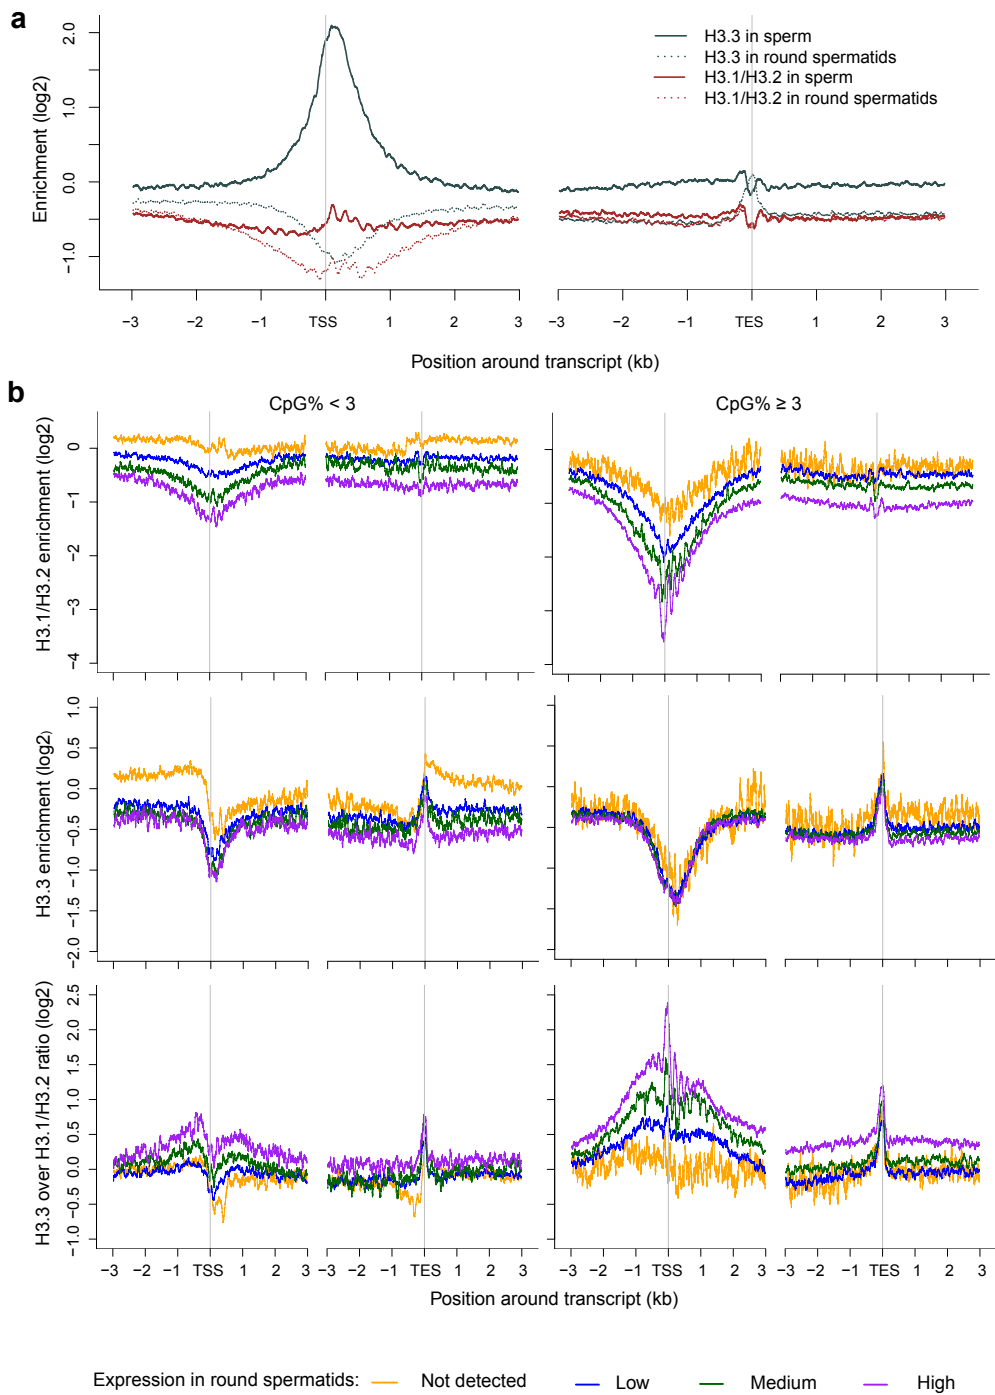 a
Enrichment (log2)
2.0
1.0
0.0
−1.0
H3.3 in sperm
H3.3 in round spermatids
H3.1/H3.2 in sperm
H3.1/H3.2 in round spermatids
−3 −2 −1 TSS 1 2 3
−3 −2 −1 TES 1 2 3
Position around transcript (kb)
b
CpG% < 3
CpG% ≥ 3
H3.1/H3.2 enrichment (log2)
0
−1
−2
−3
−4
H3.3 enrichment (log2)
1.0
0.5
0.0
−0.5
−1.0
−1.5
−2.0
H3.3 over H3.1/H3.2 ratio (log2)
2.5
2.0
1.5
1.0
0.5
0.0
−0.5
−1.0
−3 −2 −1 TSS 1 2 3
−3 −2 −1 TES 1 2 3
−3 −2 −1 TSS 1 2 3
−3 −2 −1 TES 1 2 3
Position around transcript (kb)
Expression in round spermatids: Not detected Low Medium High